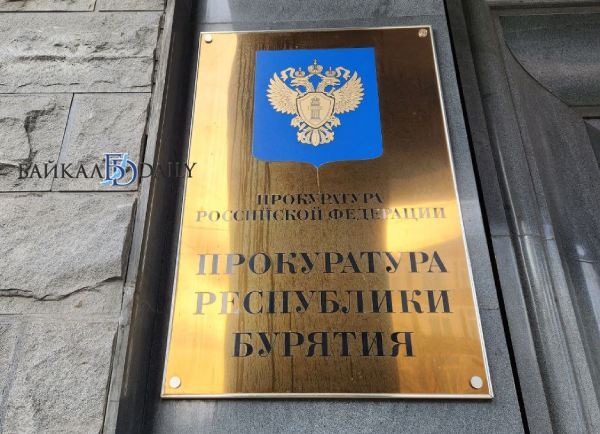 БАЙКАЛ DAILY
ПРОКУРАТУРА
РОССИЙСКОЙ ФЕДЕРАЦИИ
ПРОКУРАТУРА
РЕСПУБЛИКИ
БУРЯТИЯ